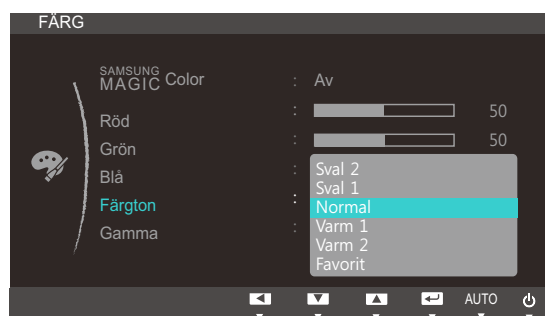 FÄRG
SAMSUNG
MAGIC Color : Av
Röd : 50
Grön : 50
Blå :
Färgton :
Gamma :
Sval 2
Sval 1
Normal
Varm 1
Varm 2
Favorit
AUTO